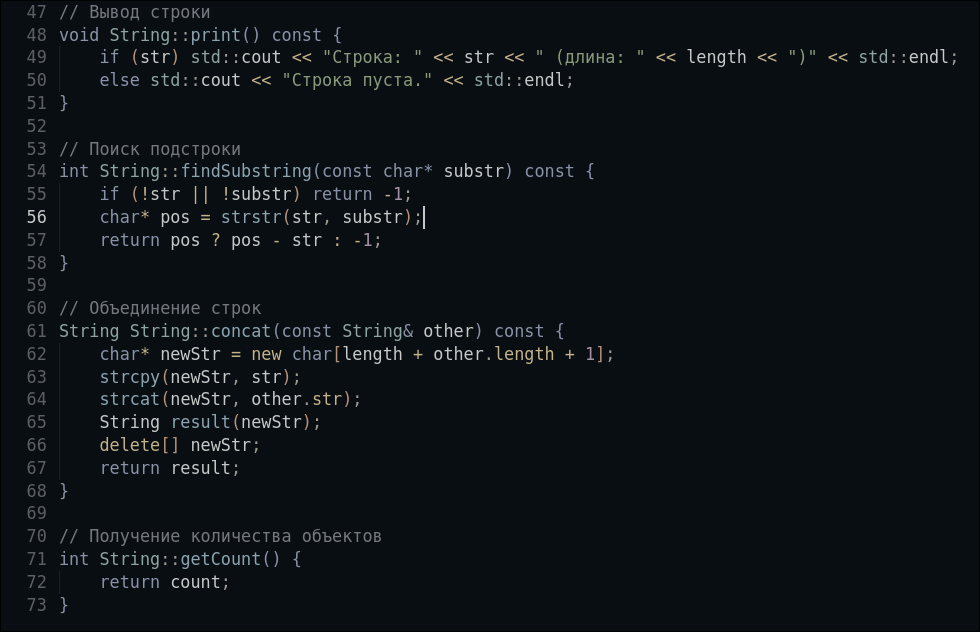 47 // Вывод строки
48 void String::print() const {
49     if (str) std::cout << "Строка: " << str << " (длина: " << length << ")" << std::endl;
50     else std::cout << "Строка пуста." << std::endl;
51 }
52
53 // Поиск подстроки
54 int String::findSubstring(const char* substr) const {
55     if (!str || !substr) return -1;
56     char* pos = strstr(str, substr);
57     return pos ? pos - str : -1;
58 }
59
60 // Объединение строк
61 String String::concat(const String& other) const {
62     char* newStr = new char[length + other.length + 1];
63     strcpy(newStr, str);
64     strcat(newStr, other.str);
65     String result(newStr);
66     delete[] newStr;
67     return result;
68 }
69
70 // Получение количества объектов
71 int String::getCount() {
72     return count;
73 }